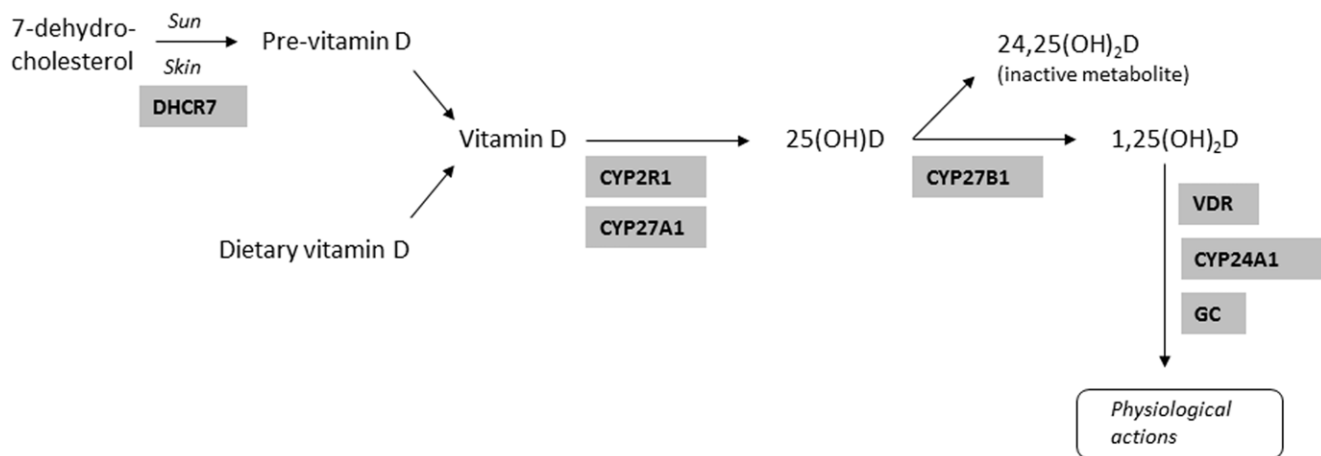 7-dehydro-
cholesterol
Sun
Skin
DHCR7
Pre-vitamin D
Vitamin D
Dietary vitamin D
CYP2R1
CYP27A1
25(OH)D
24,25(OH)₂D
(inactive metabolite)
CYP27B1
1,25(OH)₂D
VDR
CYP24A1
GC
Physiological
actions